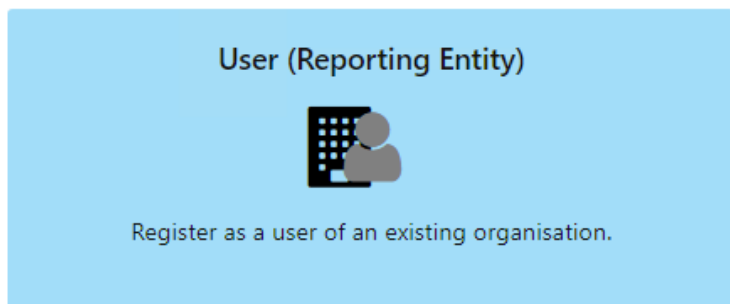 User (Reporting Entity)
Register as a user of an existing organisation.